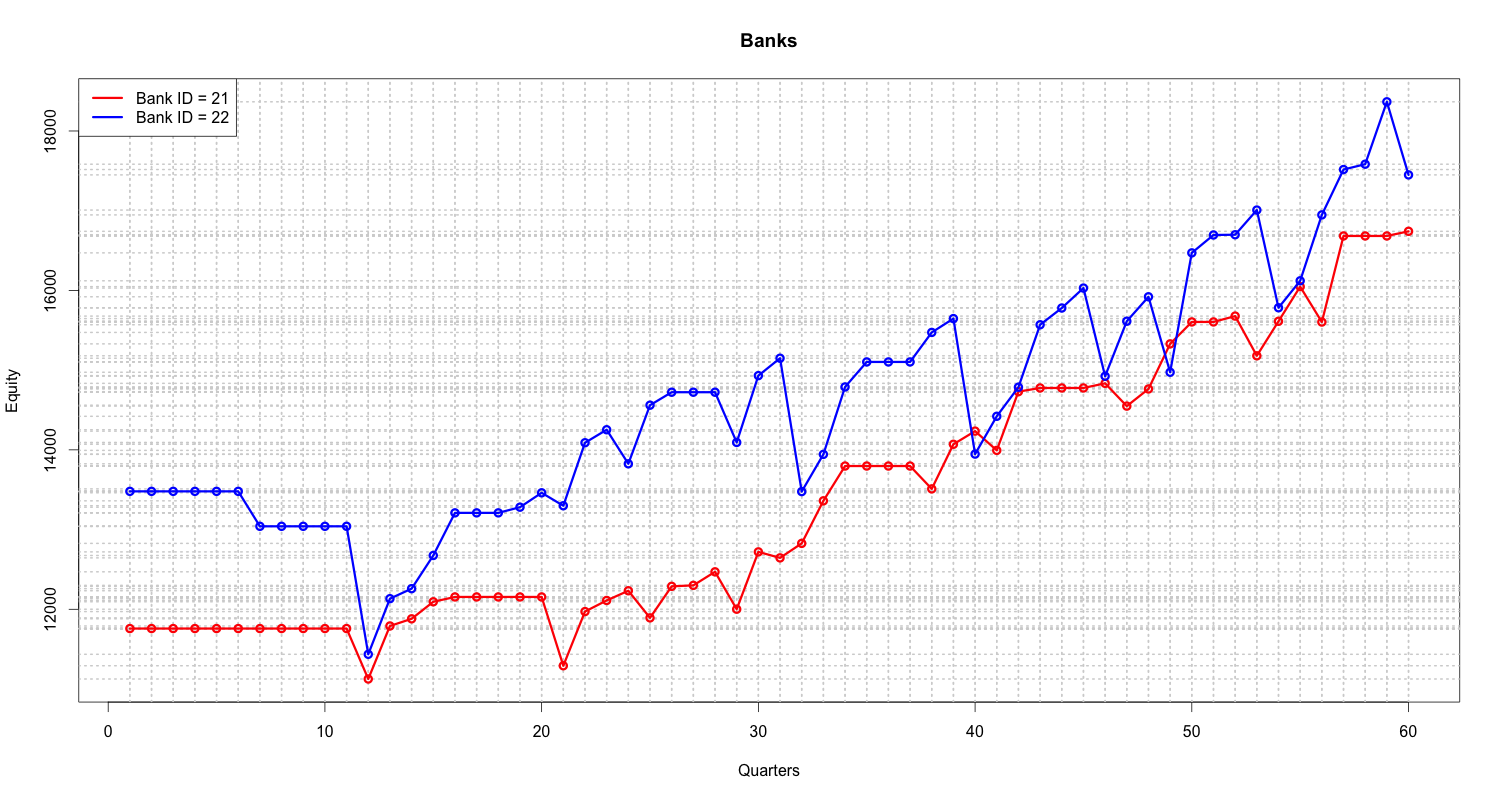 Banks
Bank ID = 21
Bank ID = 22
Equity
18000
16000
14000
12000
0 10 20 30 40 50 60
Quarters